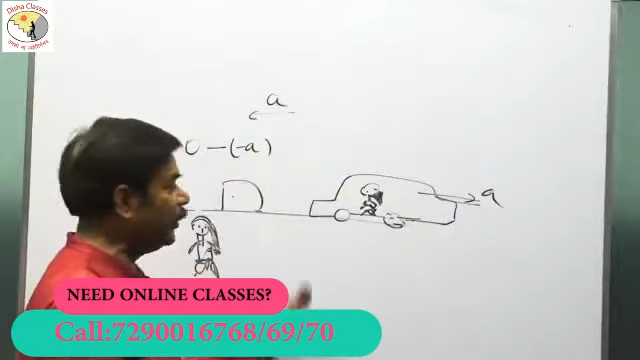 Disha Classes
a
0 - (-a)
a
NEED ONLINE CLASSES?
Call:7290016768/69/70